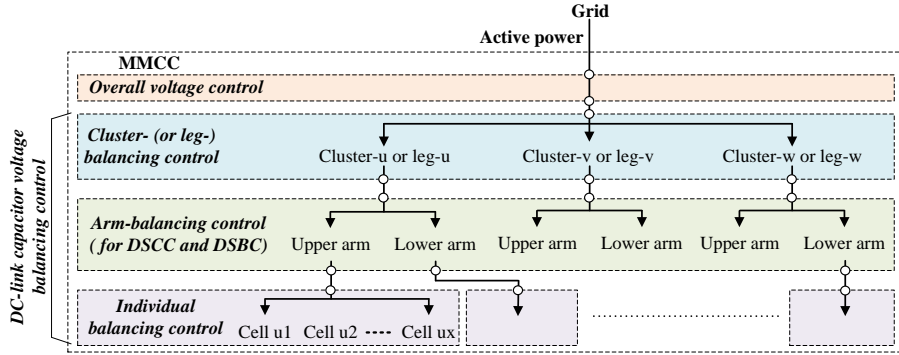 Grid
Active power
MMCC
Overall voltage control
DC-link capacitor voltage
balancing control
Cluster- (or leg-)
balancing control
Cluster-u or leg-u
Cluster-v or leg-v
Cluster-w or leg-w
Arm-balancing control
( for DSCC and DSBC)
Upper arm
Lower arm
Upper arm
Lower arm
Upper arm
Lower arm
Individual
balancing control
Cell u1
Cell u2
Cell ux